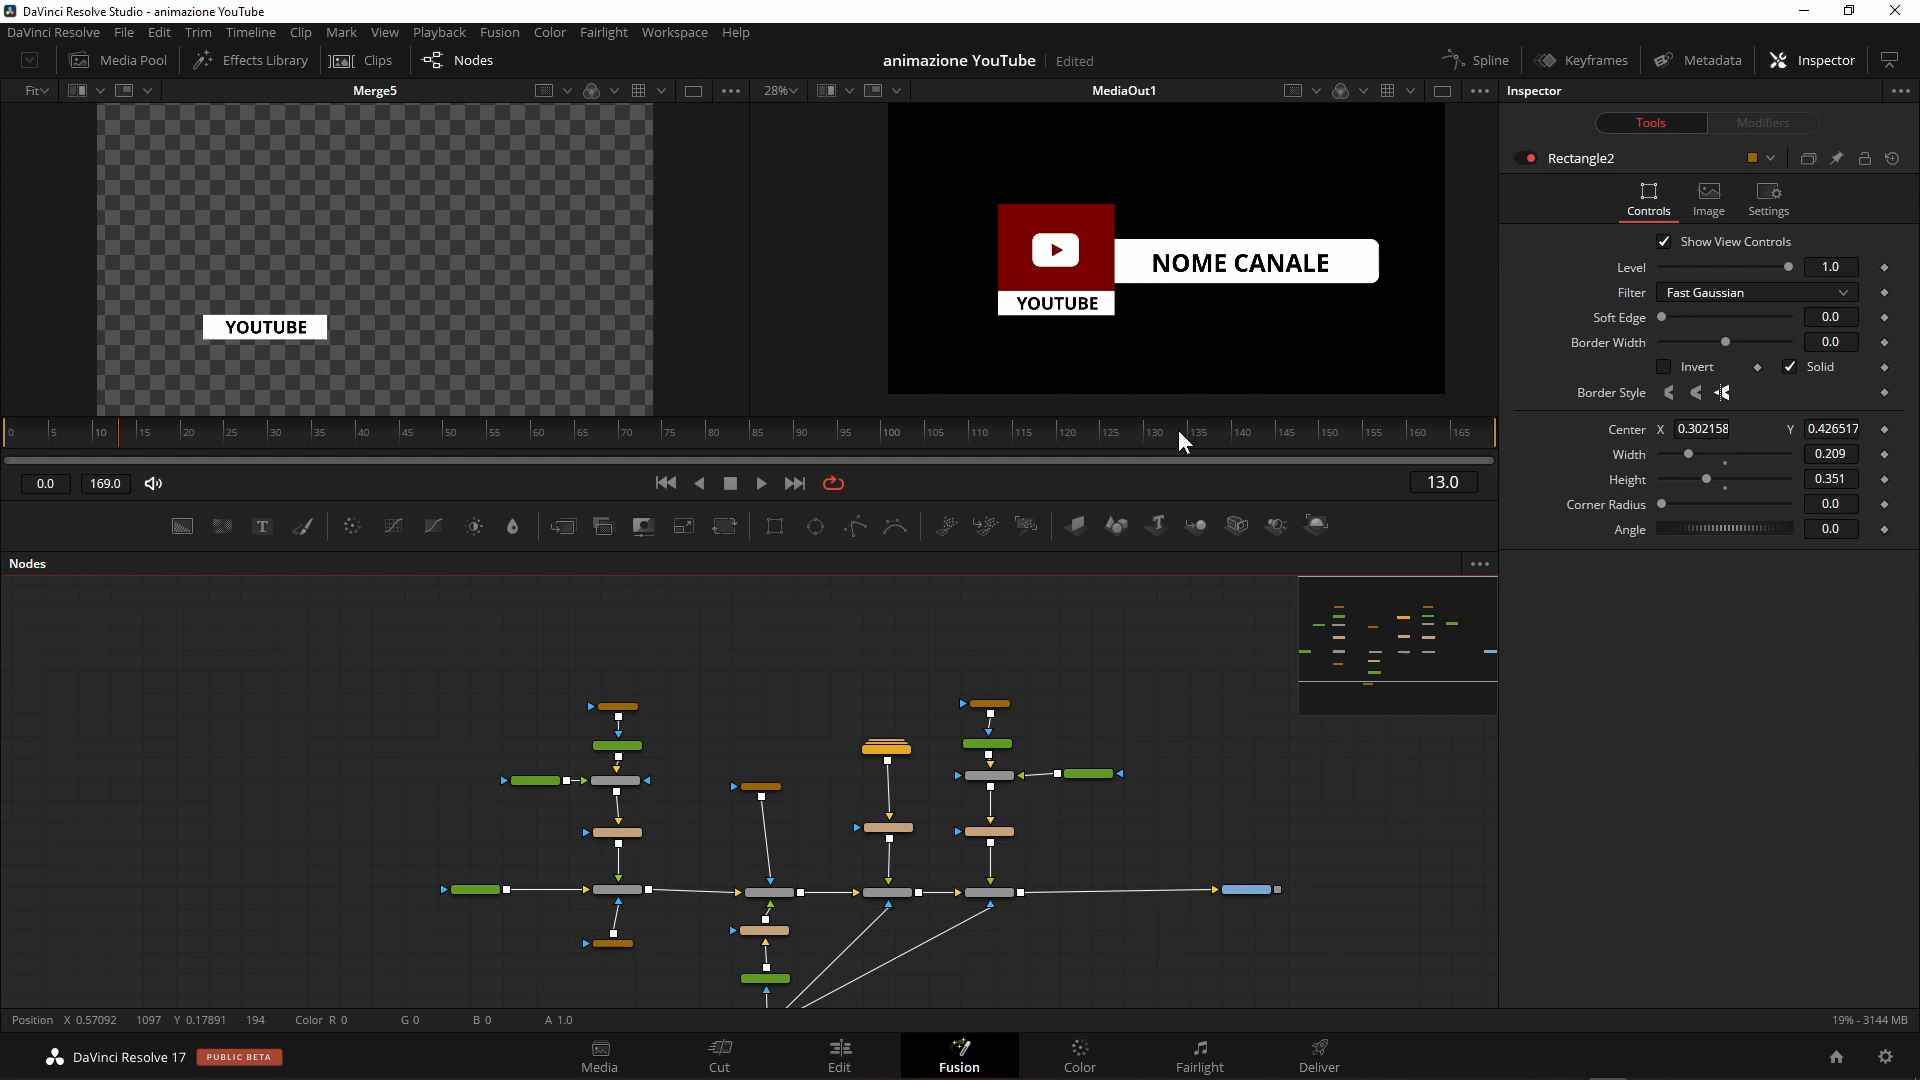 DaVinci Resolve Studio - animazione YouTube
DaVinci Resolve File Edit Trim Timeline Clip Mark View Playback Fusion Color Fairlight Workspace Help
Media Pool Effects Library Clips Nodes animazione YouTube Edited Spline Keyframes Metadata Inspector
Fit Merge5 28% MediaOut1 Inspector
Tools Modifiers
Rectangle2
Controls Image Settings
Show View Controls
Level 1.0
Filter Fast Gaussian
Soft Edge 0.0
Border Width 0.0
Invert Solid
Border Style
Center X 0.302158 Y 0.426517
Width 0.209
Height 0.351
Corner Radius 0.0
Angle 0.0
YOUTUBE
NOME CANALE
YOUTUBE
0 5 10 15 20 25 30 35 40 45 50 55 60 65 70 75 80 85 90 95 100 105 110 115 120 125 130 135 140 145 150 155 160 165
0.0 169.0 13.0
Nodes
Position X 0.57092 1097 Y 0.17891 194 Color R 0 G 0 B 0 A 1.0 19% - 3144 MB
DaVinci Resolve 17 PUBLIC BETA Media Cut Edit Fusion Color Fairlight Deliver